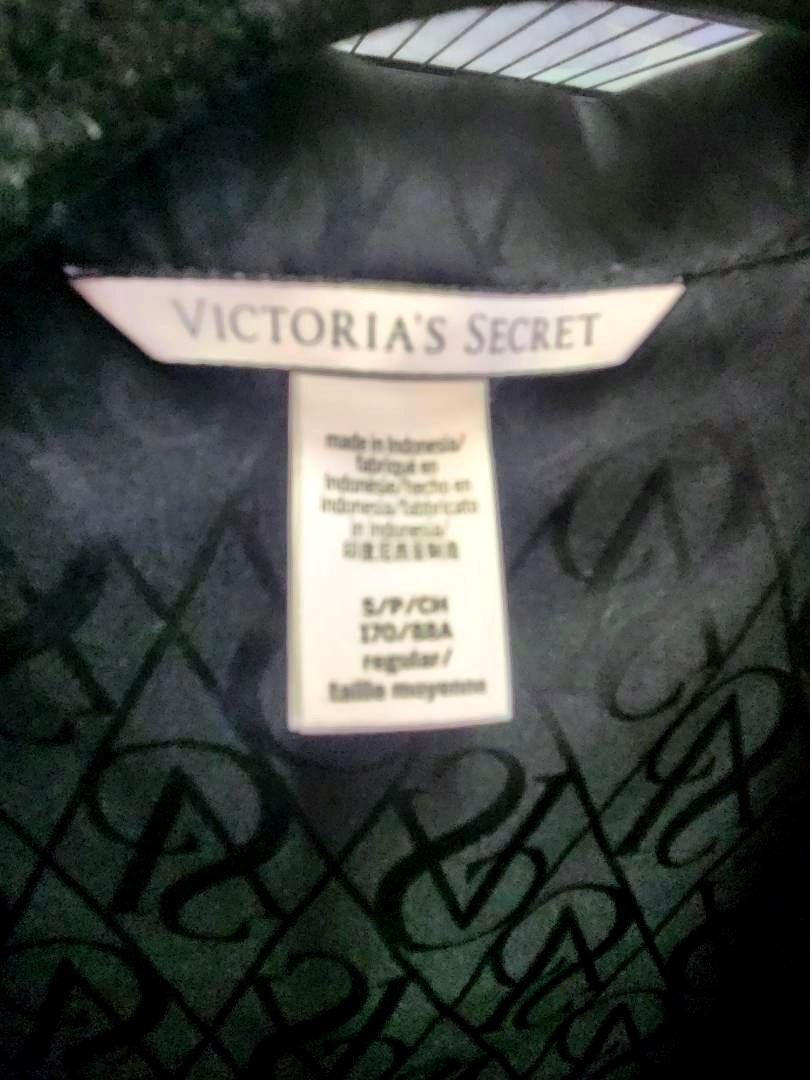 VICTORIA'S SECRET
made in Indonesia/
fabriqué en
Indonésie/hecho en
Indonesia/fabbricato
in Indonesia/
S/P/CH
170/88A
regular/
taille moyenne